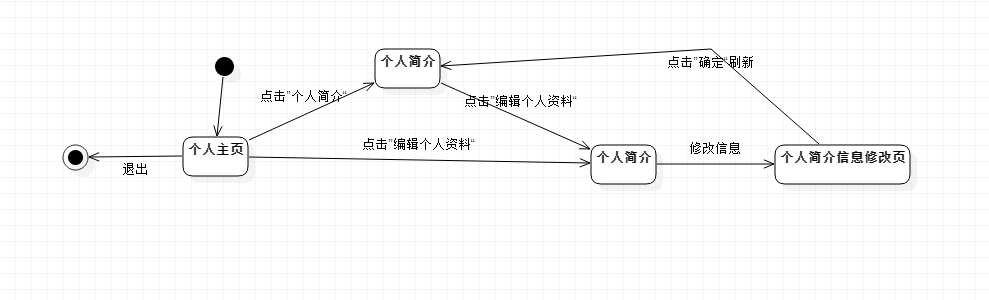 个人简介
点击"确定"刷新
点击"个人简介"
点击"编辑个人资料"
个人主页
点击"编辑个人资料"
修改信息
个人简介
个人简介信息修改页
退出